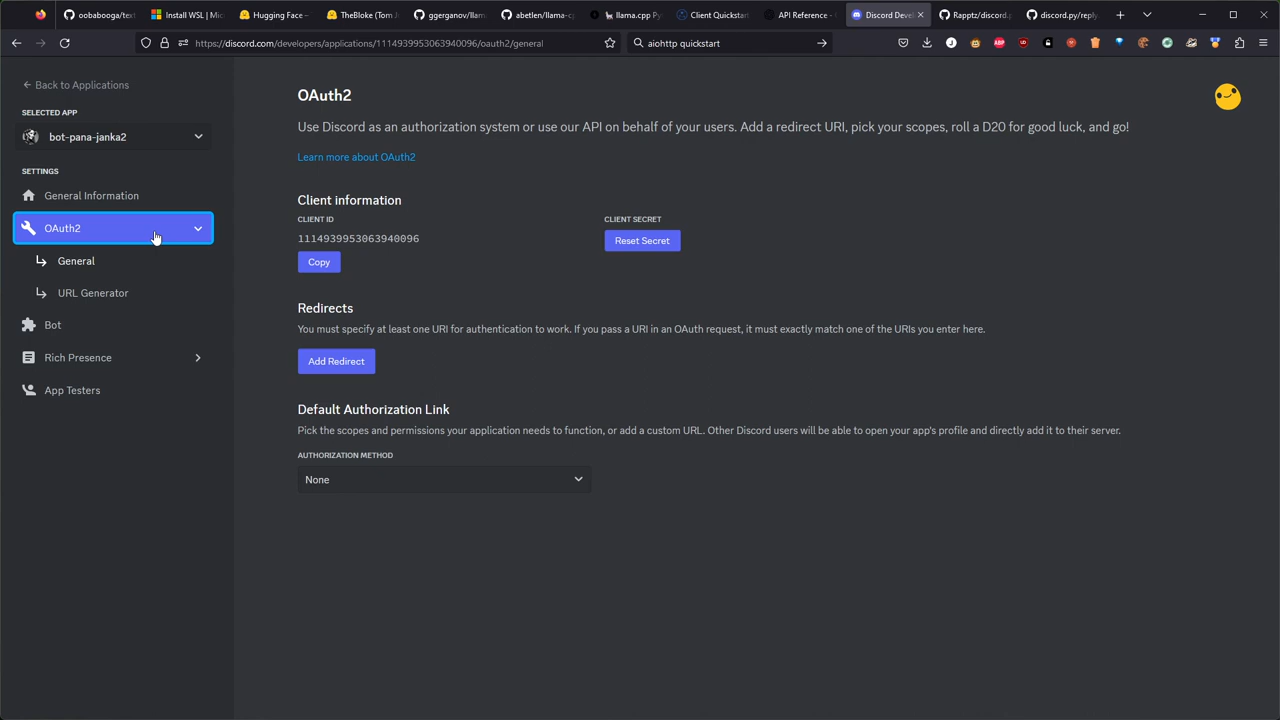 oobabooga/text
Install WSL | Mic
Hugging Face –
TheBloke (Tom J
ggerganov/llama
abetlen/llama-cp
llama.cpp Py
Client Quickstart
API Reference -
Discord Devel
Rapptz/discord.p
discord.py/reply
https://discord.com/developers/applications/1114939953063940096/oauth2/general
aiohttp quickstart
Back to Applications
SELECTED APP
bot-pana-janka2
SETTINGS
General Information
OAuth2
General
URL Generator
Bot
Rich Presence
App Testers
OAuth2
Use Discord as an authorization system or use our API on behalf of your users. Add a redirect URI, pick your scopes, roll a D20 for good luck, and go!
Learn more about OAuth2
Client information
CLIENT ID
CLIENT SECRET
1114939953063940096
Reset Secret
Copy
Redirects
You must specify at least one URI for authentication to work. If you pass a URI in an OAuth request, it must exactly match one of the URIs you enter here.
Add Redirect
Default Authorization Link
Pick the scopes and permissions your application needs to function, or add a custom URL. Other Discord users will be able to open your app's profile and directly add it to their server.
AUTHORIZATION METHOD
None